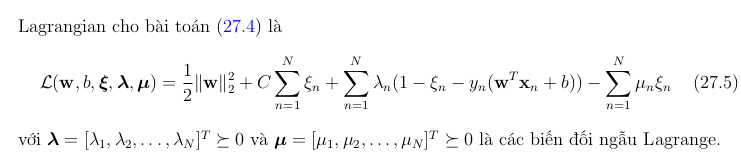 Lagrangian cho bài toán (27.4) là
$$\mathcal{L}(\mathbf{w}, b, \boldsymbol{\xi}, \boldsymbol{\lambda}, \boldsymbol{\mu}) = \frac{1}{2}\|\mathbf{w}\|_2^2 + C\sum_{n=1}^{N}\xi_n + \sum_{n=1}^{N}\lambda_n(1 - \xi_n - y_n(\mathbf{w}^T\mathbf{x}_n + b)) - \sum_{n=1}^{N}\mu_n\xi_n \quad (27.5)$$
với $\boldsymbol{\lambda} = [\lambda_1, \lambda_2, \ldots, \lambda_N]^T \succeq 0$ và $\boldsymbol{\mu} = [\mu_1, \mu_2, \ldots, \mu_N]^T \succeq 0$ là các biến đối ngẫu Lagrange.